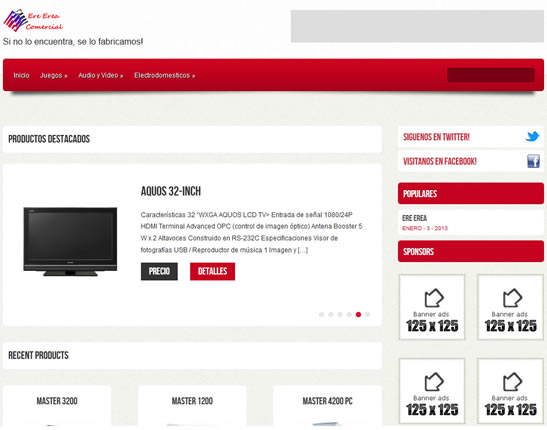 Ere Erea
Comercial
Si no lo encuentra, se lo fabricamos!
Inicio Juegos » Audio y Video » Electrodomesticos »
PRODUCTOS DESTACADOS
AQUOS 32-INCH
Características 32 "WXGA AQUOS LCD TV> Entrada de señal 1080/24P
HDMI Terminal Advanced OPC (control de imagen óptico) Antena Booster 5
W x 2 Altavoces Construido en RS-232C Especificaciones Visor de
fotografías USB / Reproductor de música 1 Imagen y [...]
PRECIO DETALLES
RECENT PRODUCTS
MASTER 3200 MASTER 1200 MASTER 4200 PC
SIGUENOS EN TWITTER!
VISITANOS EN FACEBOOK!
POPULARES
ERE EREA
ENERO - 3 - 2013
SPONSORS
Banner ads
125 x 125
Banner ads
125 x 125
Banner ads
125 x 125
Banner ads
125 x 125